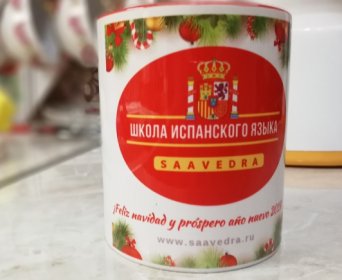 ШКОЛА ИСПАНСКОГО ЯЗЫКА
SAAVEDRA
¡Feliz navidad y próspero año nuevo
www.saavedra.ru